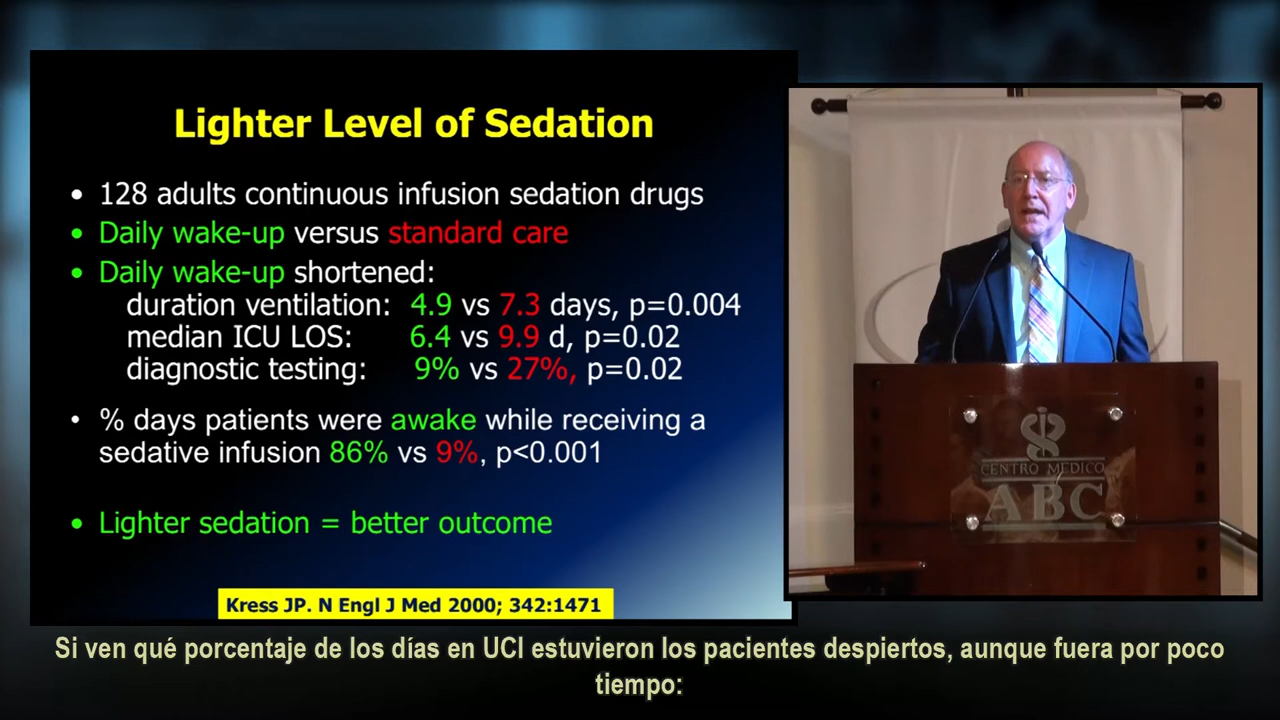 Lighter Level of Sedation
• 128 adults continuous infusion sedation drugs
• Daily wake-up versus standard care
• Daily wake-up shortened:
duration ventilation: 4.9 vs 7.3 days, p=0.004
median ICU LOS: 6.4 vs 9.9 d, p=0.02
diagnostic testing: 9% vs 27%, p=0.02
• % days patients were awake while receiving a
sedative infusion 86% vs 9%, p<0.001
• Lighter sedation = better outcome
Kress JP. N Engl J Med 2000; 342:1471
CENTRO MEDICO
ABC
Si ven qué porcentaje de los días en UCI estuvieron los pacientes despiertos, aunque fuera por poco
tiempo: